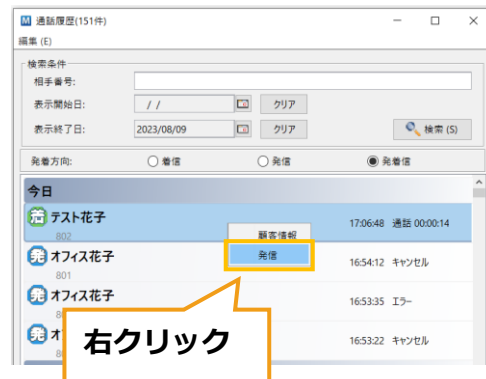 通話履歴(151件)
編集 (E)
検索条件
相手番号:
表示開始日: / / クリア
表示終了日: 2023/08/09 クリア 検索 (S)
発着方向: 着信 発信 発着信
今日
着 テスト花子 17:06:48 通話 00:00:14
802
顧客情報
発信
発 オフィス花子 16:54:12 キャンセル
801
発 オフィス花子 16:53:35 エラー
発 16:53:22 キャンセル
右クリック